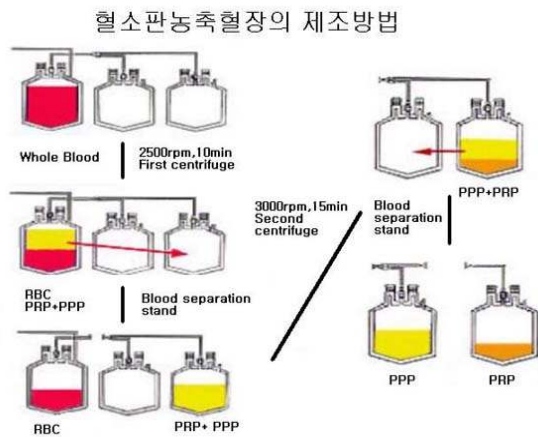 혈소판농축혈장의 제조방법
Whole Blood
2500rpm,10min
First centrifuge
RBC
PRP+PPP
Blood separation
stand
RBC
PRP+ PPP
3000rpm,15min
Second
centrifuge
PPP+PRP
Blood
separation
stand
PPP
PRP